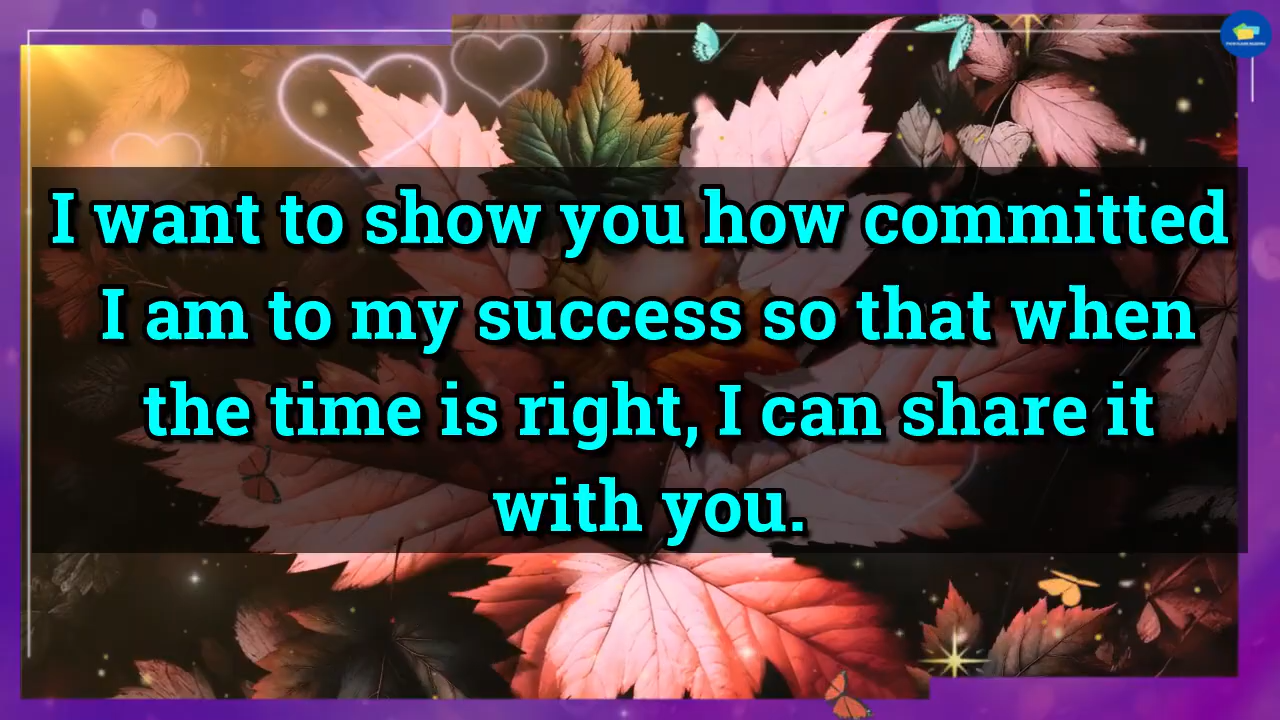 I want to show you how committed
I am to my success so that when
the time is right, I can share it
with you.